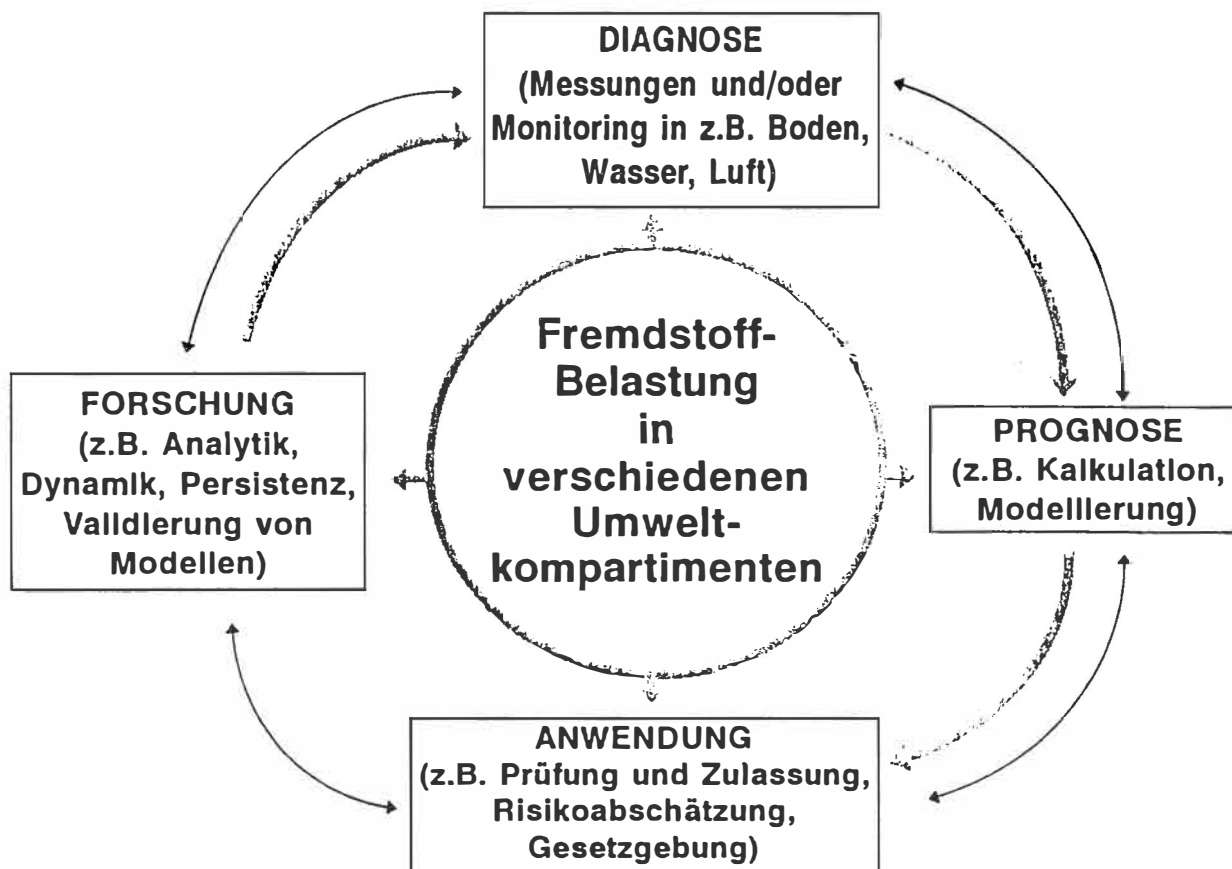 DIAGNOSE
(Messungen und/oder
Monitoring in z.B. Boden,
Wasser, Luft)
Fremdstoff-
Belastung
in
verschiedenen
Umwelt-
kompartimenten
FORSCHUNG
(z.B. Analytik,
Dynamik, Persistenz,
Validierung von
Modellen)
PROGNOSE
(z.B. Kalkulation,
Modellierung)
ANWENDUNG
(z.B. Prüfung und Zulassung,
Risikoabschätzung,
Gesetzgebung)